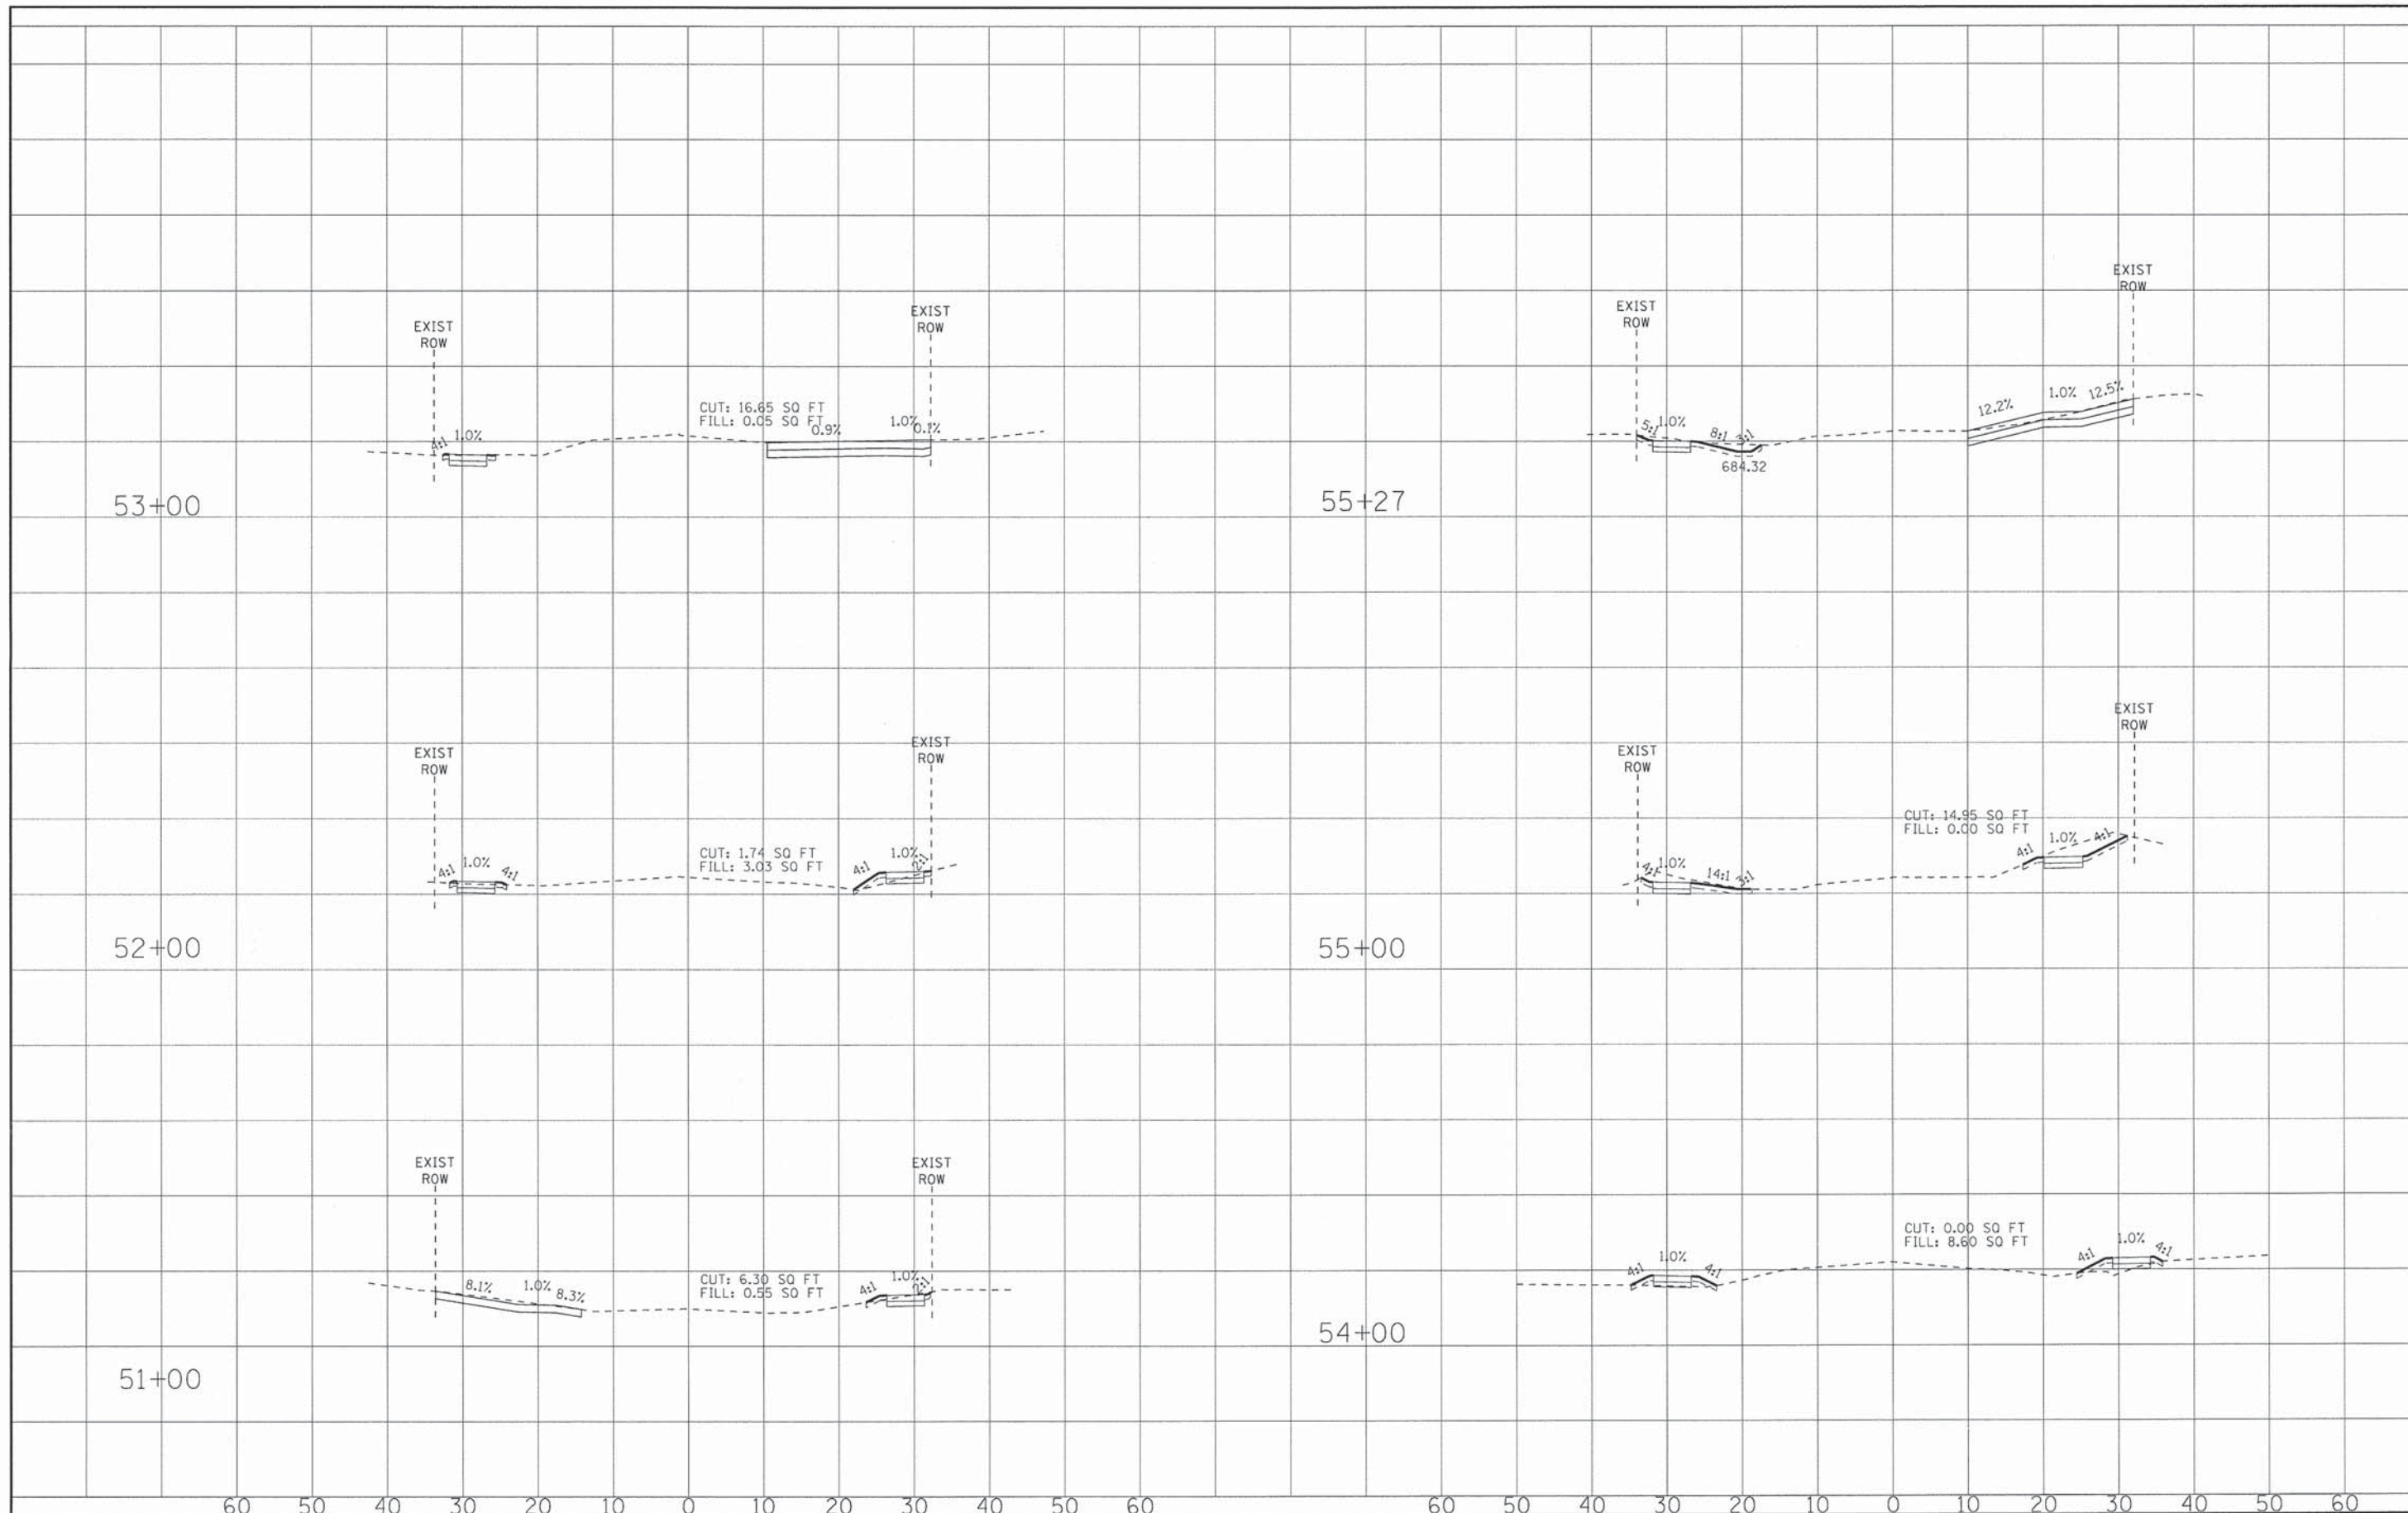 EXIST
ROW
EXIST
ROW
CUT: 16.65 SQ FT
FILL: 0.05 SQ FT
4:1
1.0%
0.9%
1.0%
0.1%
53+00
EXIST
ROW
EXIST
ROW
CUT: 1.74 SQ FT
FILL: 3.03 SQ FT
4:1
1.0%
4:1
4:1
1.0%
2:1
52+00
EXIST
ROW
EXIST
ROW
CUT: 6.30 SQ FT
FILL: 0.55 SQ FT
8.1%
1.0%
8.3%
4:1
1.0%
2:1
51+00
60 50 40 30 20 10 0 10 20 30 40 50 60
EXIST
ROW
EXIST
ROW
5:1
1.0%
8:1
3:1
684.32
12.2%
1.0%
12.5%
55+27
EXIST
ROW
EXIST
ROW
CUT: 14.95 SQ FT
FILL: 0.00 SQ FT
4:1
1.0%
14:1
3:1
4:1
1.0%
4:1
55+00
CUT: 0.00 SQ FT
FILL: 8.60 SQ FT
4:1
1.0%
4:1
4:1
1.0%
4:1
54+00
60 50 40 30 20 10 0 10 20 30 40 50 60